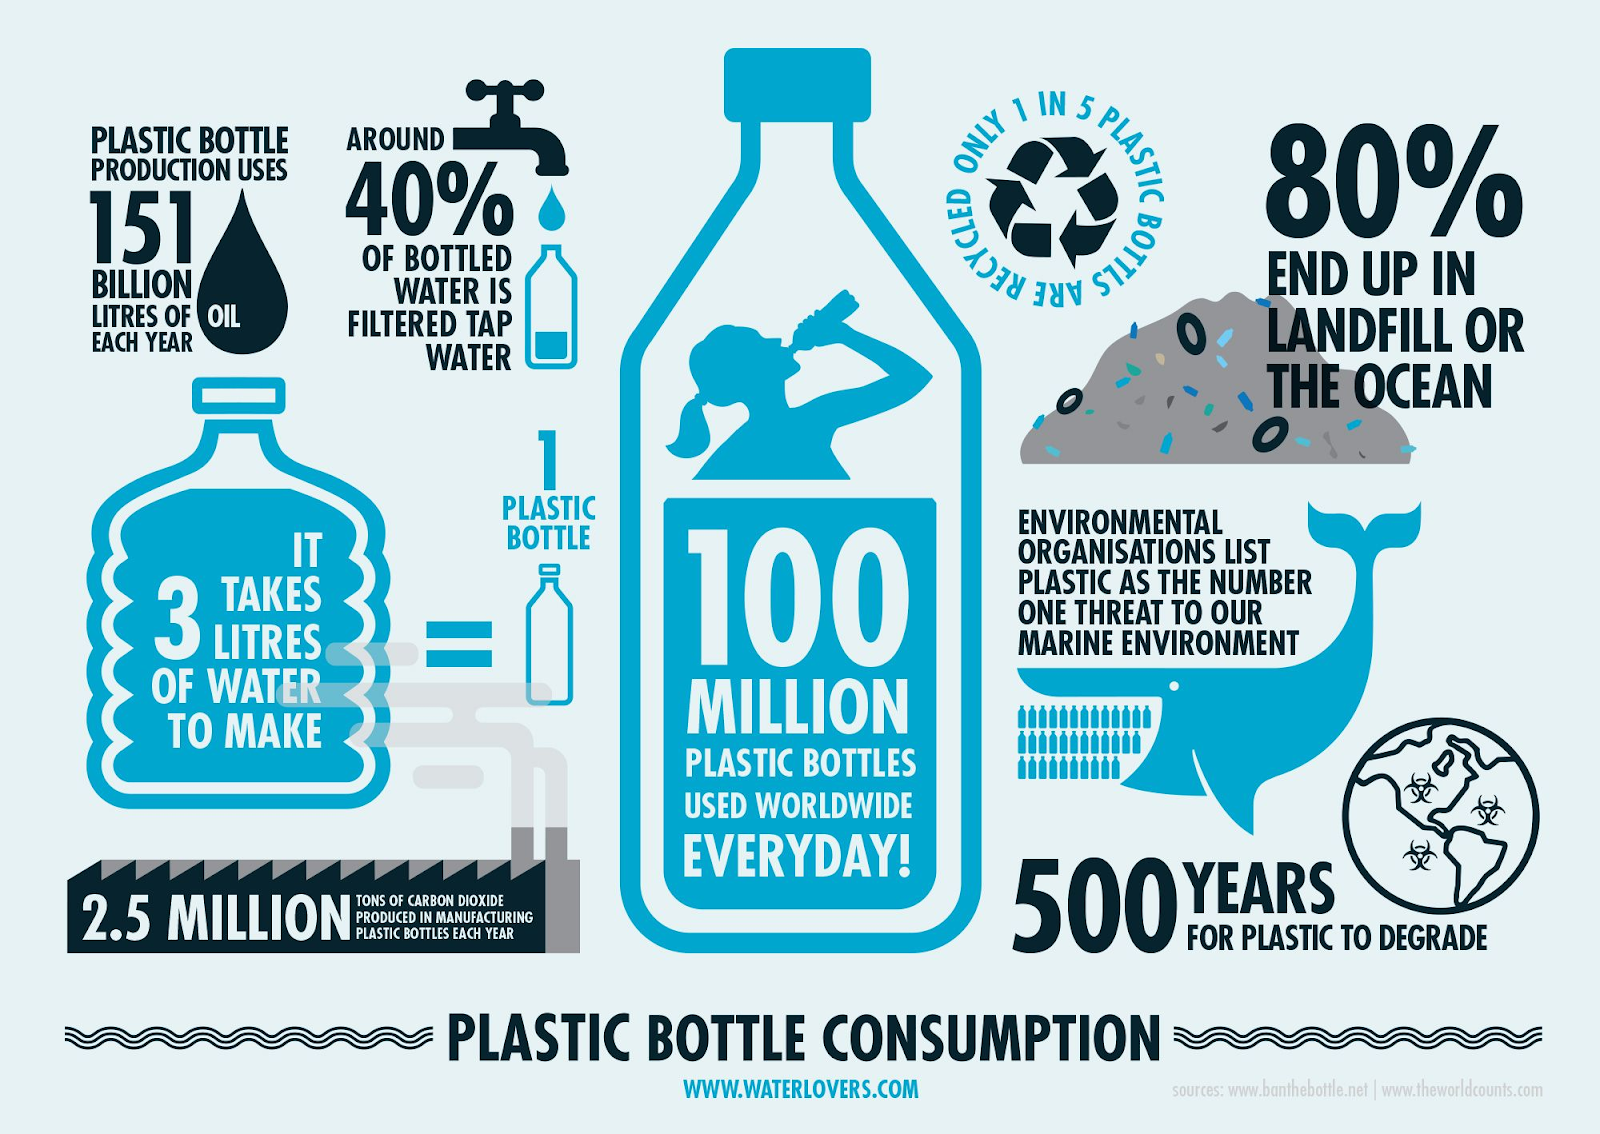 PLASTIC BOTTLE
PRODUCTION USES
151
BILLION
LITRES OF
EACH YEAR
OIL
AROUND
40%
OF BOTTLED
WATER IS
FILTERED TAP
WATER
IT
TAKES
3 LITRES
OF WATER
TO MAKE
=
1
PLASTIC
BOTTLE
2.5 MILLION
TONS OF CARBON DIOXIDE
PRODUCED IN MANUFACTURING
PLASTIC BOTTLES EACH YEAR
100
MILLION
PLASTIC BOTTLES
USED WORLDWIDE
EVERYDAY!
ONLY 1 IN 5 PLASTIC BOTTLS ARE RECYCLED
80%
END UP IN
LANDFILL OR
THE OCEAN
ENVIRONMENTAL
ORGANISATIONS LIST
PLASTIC AS THE NUMBER
ONE THREAT TO OUR
MARINE ENVIRONMENT
500 YEARS
FOR PLASTIC TO DEGRADE
PLASTIC BOTTLE CONSUMPTION
WWW.WATERLOVERS.COM
sources: www.banthebottle.net | www.theworldcounts.com